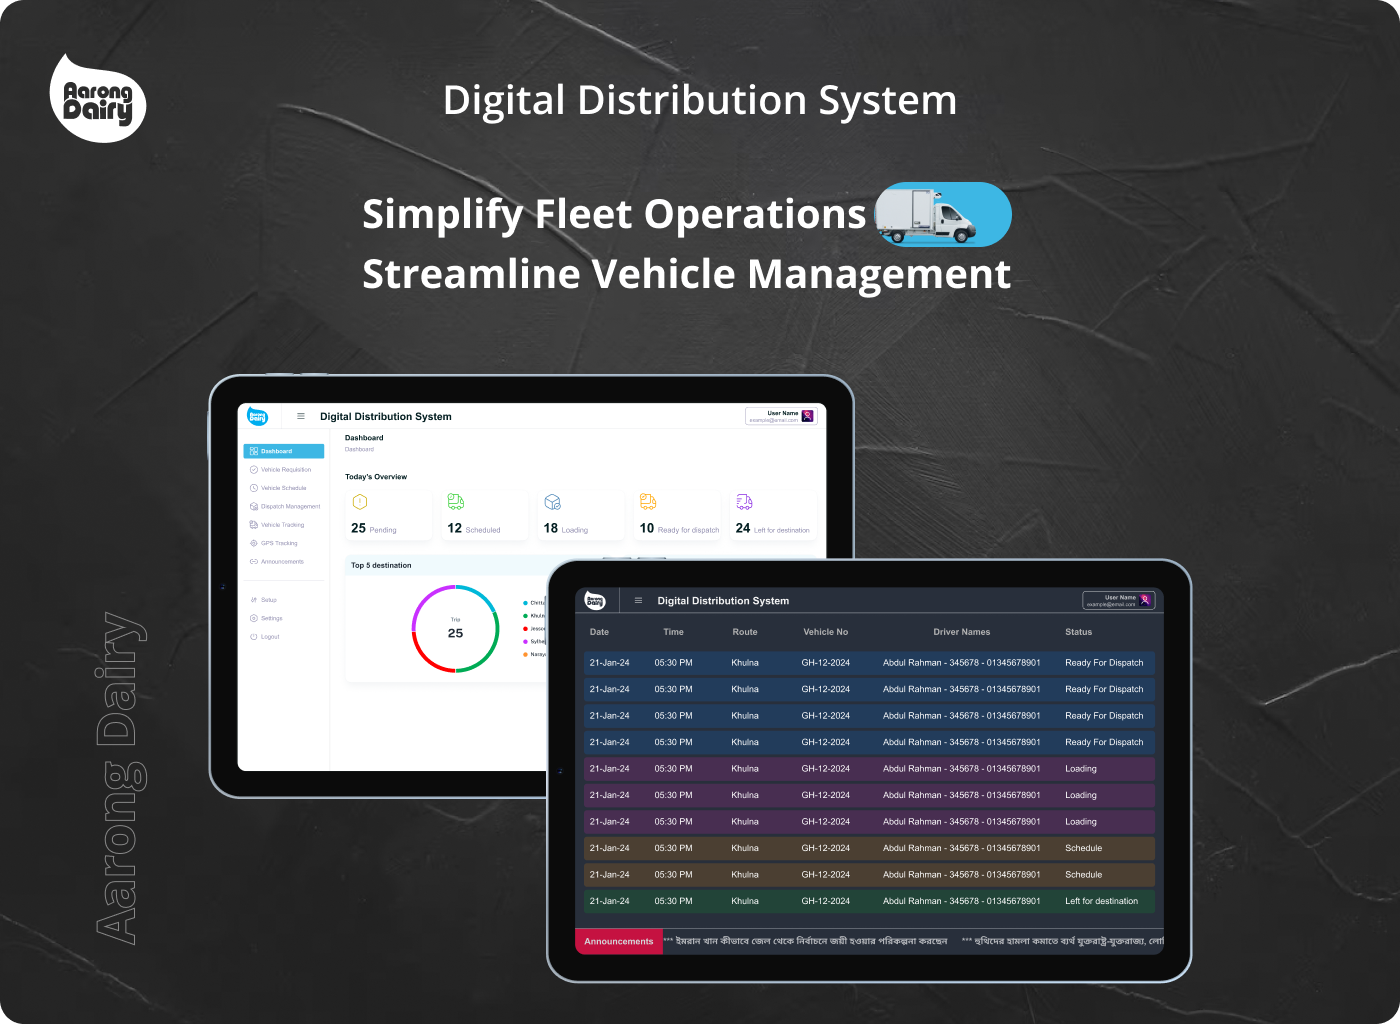 Aarong
Dairy
Digital Distribution System
Simplify Fleet Operations
Streamline Vehicle Management
Aarong Dairy
Aarong
Dairy
Digital Distribution System
User Name
example@email.com
Dashboard
Vehicle Requisition
Vehicle Schedule
Dispatch Management
Vehicle Tracking
GPS Tracking
Announcements
Setup
Settings
Logout
Dashboard
Dashboard
Today's Overview
25 Pending
12 Scheduled
18 Loading
10 Ready for dispatch
24 Left for destination
Top 5 destination
Trip
25
Aarong
Dairy
Digital Distribution System
User Name
example@email.com
Date Time Route Vehicle No Driver Names Status
21-Jan-24 05:30 PM Khulna GH-12-2024 Abdul Rahman - 345678 - 01345678901 Ready For Dispatch
21-Jan-24 05:30 PM Khulna GH-12-2024 Abdul Rahman - 345678 - 01345678901 Ready For Dispatch
21-Jan-24 05:30 PM Khulna GH-12-2024 Abdul Rahman - 345678 - 01345678901 Ready For Dispatch
21-Jan-24 05:30 PM Khulna GH-12-2024 Abdul Rahman - 345678 - 01345678901 Ready For Dispatch
21-Jan-24 05:30 PM Khulna GH-12-2024 Abdul Rahman - 345678 - 01345678901 Loading
21-Jan-24 05:30 PM Khulna GH-12-2024 Abdul Rahman - 345678 - 01345678901 Loading
21-Jan-24 05:30 PM Khulna GH-12-2024 Abdul Rahman - 345678 - 01345678901 Loading
21-Jan-24 05:30 PM Khulna GH-12-2024 Abdul Rahman - 345678 - 01345678901 Schedule
21-Jan-24 05:30 PM Khulna GH-12-2024 Abdul Rahman - 345678 - 01345678901 Schedule
21-Jan-24 05:30 PM Khulna GH-12-2024 Abdul Rahman - 345678 - 01345678901 Left for destination
Announcements *** ইমরান খান কীভাবে জেল থেকে নির্বাচনে জয়ী হওয়ার পরিকল্পনা করছেন *** হুথিদের হামলা কমাতে ব্যর্থ যুক্তরাষ্ট্র-যুক্তরাজ্য,